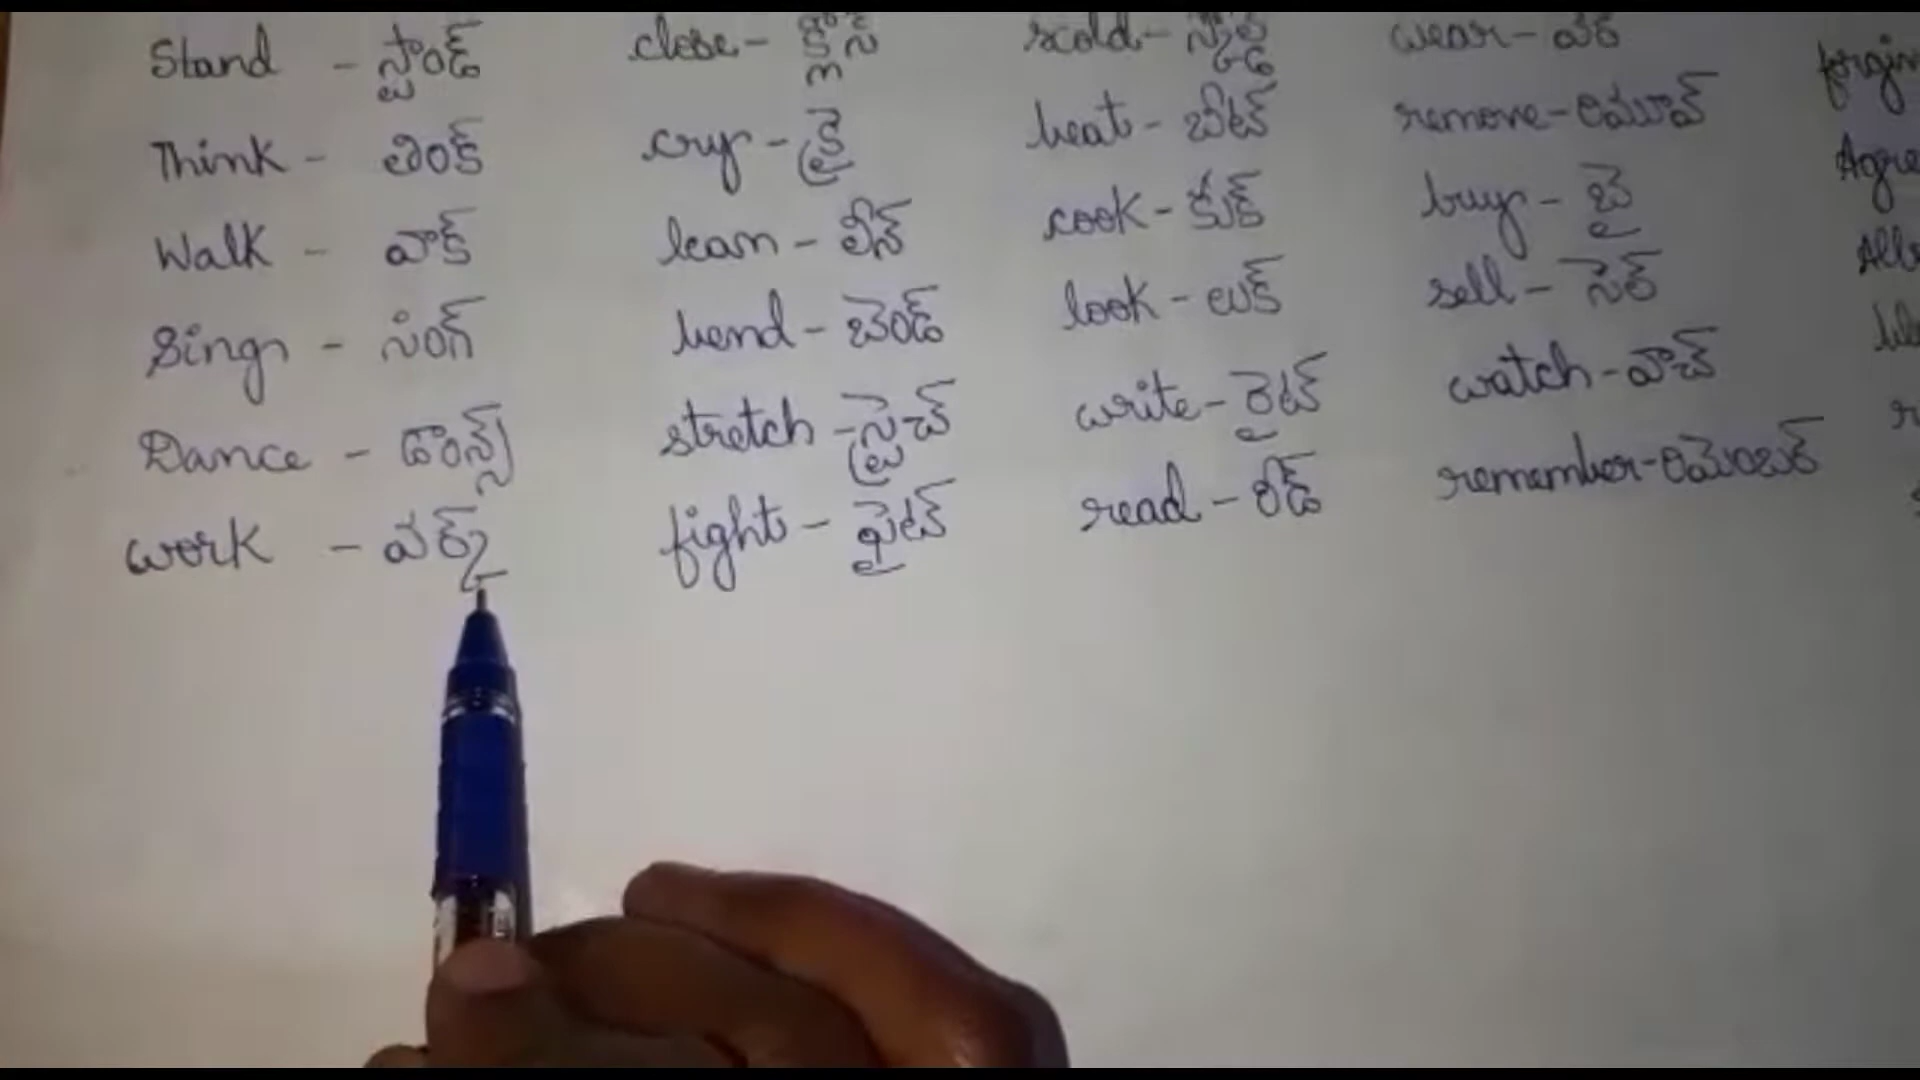 Stand - స్టాండ్ close - క్లోస్ scold - స్కోల్డ్ wear - వేర్
Think - తింక్ cry - క్రై beat - బీట్ remove - రిమూవ్
Walk - వాక్ lean - లీన్ cook - కుక్ buy - బై
Sing - సింగ్ bend - బెండ్ look - లుక్ sell - సెల్
Dance - డాన్స్ stretch - స్ట్రెచ్ write - రైట్ watch - వాచ్
work - వర్క్ fight - ఫైట్ read - రీడ్ remember - రిమెంబర్